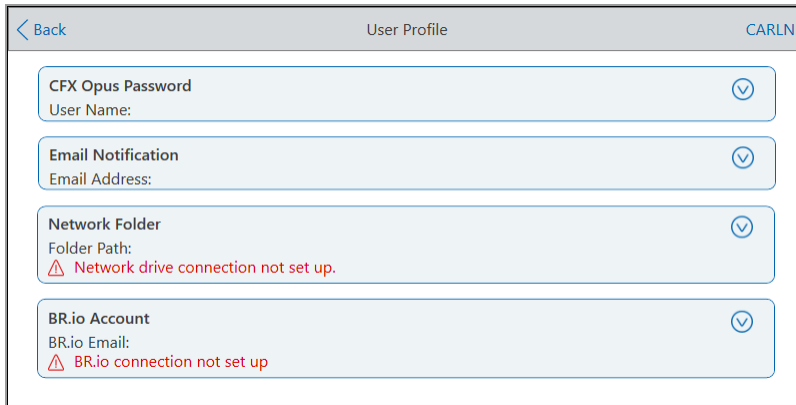 Back
User Profile
CARLN
CFX Opus Password
User Name:
Email Notification
Email Address:
Network Folder
Folder Path:
Network drive connection not set up.
BR.io Account
BR.io Email:
BR.io connection not set up